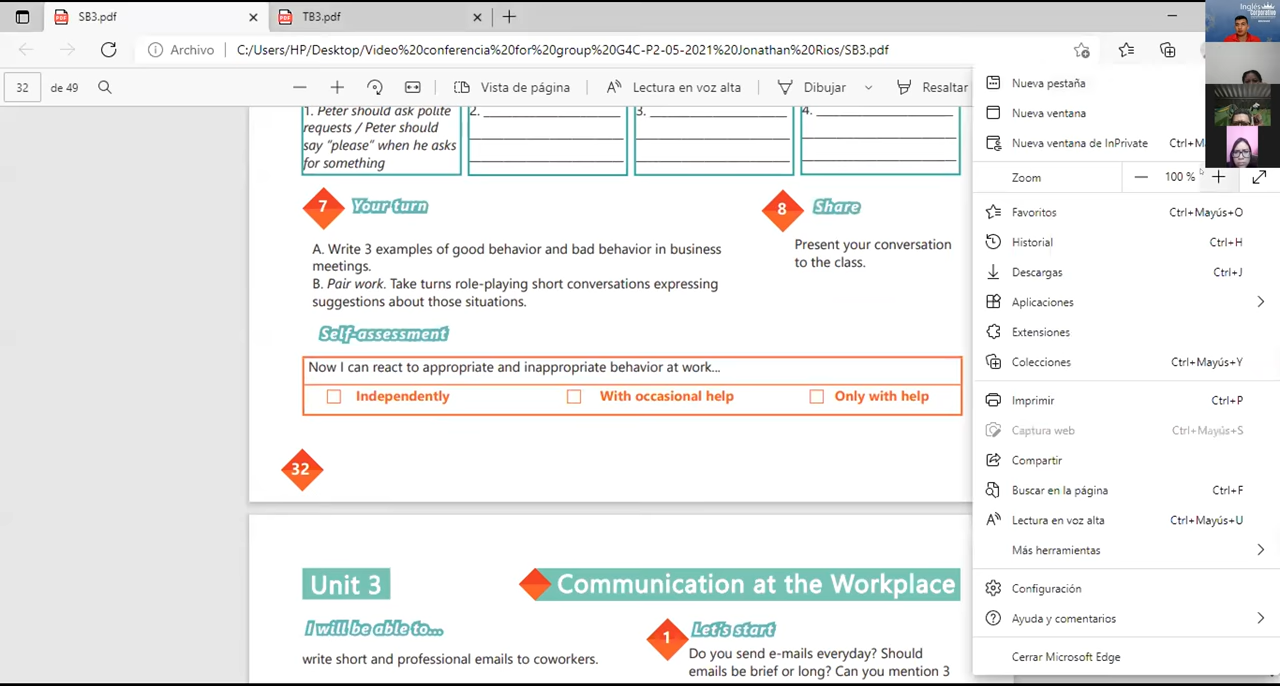 SB3.pdf
TB3.pdf
Archivo
C:/Users/HP/Desktop/Video%20conferencia%20for%20group%20G4C-P2-05-2021%20Jonathan%20Rios/SB3.pdf
32 de 49
Vista de página
Lectura en voz alta
Dibujar
Resaltar
Inglés
Corporation
1. Peter should ask polite
requests / Peter should
say "please" when he asks
for something
2.
3.
4.
7 Your turn
A. Write 3 examples of good behavior and bad behavior in business
meetings.
B. Pair work. Take turns role-playing short conversations expressing
suggestions about those situations.
8 Share
Present your conversation
to the class.
Self-assessment
Now I can react to appropriate and inappropriate behavior at work...
Independently
With occasional help
Only with help
32
Unit 3
Communication at the Workplace
I will be able to...
write short and professional emails to coworkers.
1 Let's start
Do you send e-mails everyday? Should
emails be brief or long? Can you mention 3
Nueva pestaña
Nueva ventana
Nueva ventana de InPrivate
Zoom
100 %
Favoritos Ctrl+Mayús+O
Historial Ctrl+H
Descargas Ctrl+J
Aplicaciones
Extensiones
Colecciones Ctrl+Mayús+Y
Imprimir Ctrl+P
Captura web Ctrl+Mayús+S
Compartir
Buscar en la página Ctrl+F
Lectura en voz alta Ctrl+Mayús+U
Más herramientas
Configuración
Ayuda y comentarios
Cerrar Microsoft Edge